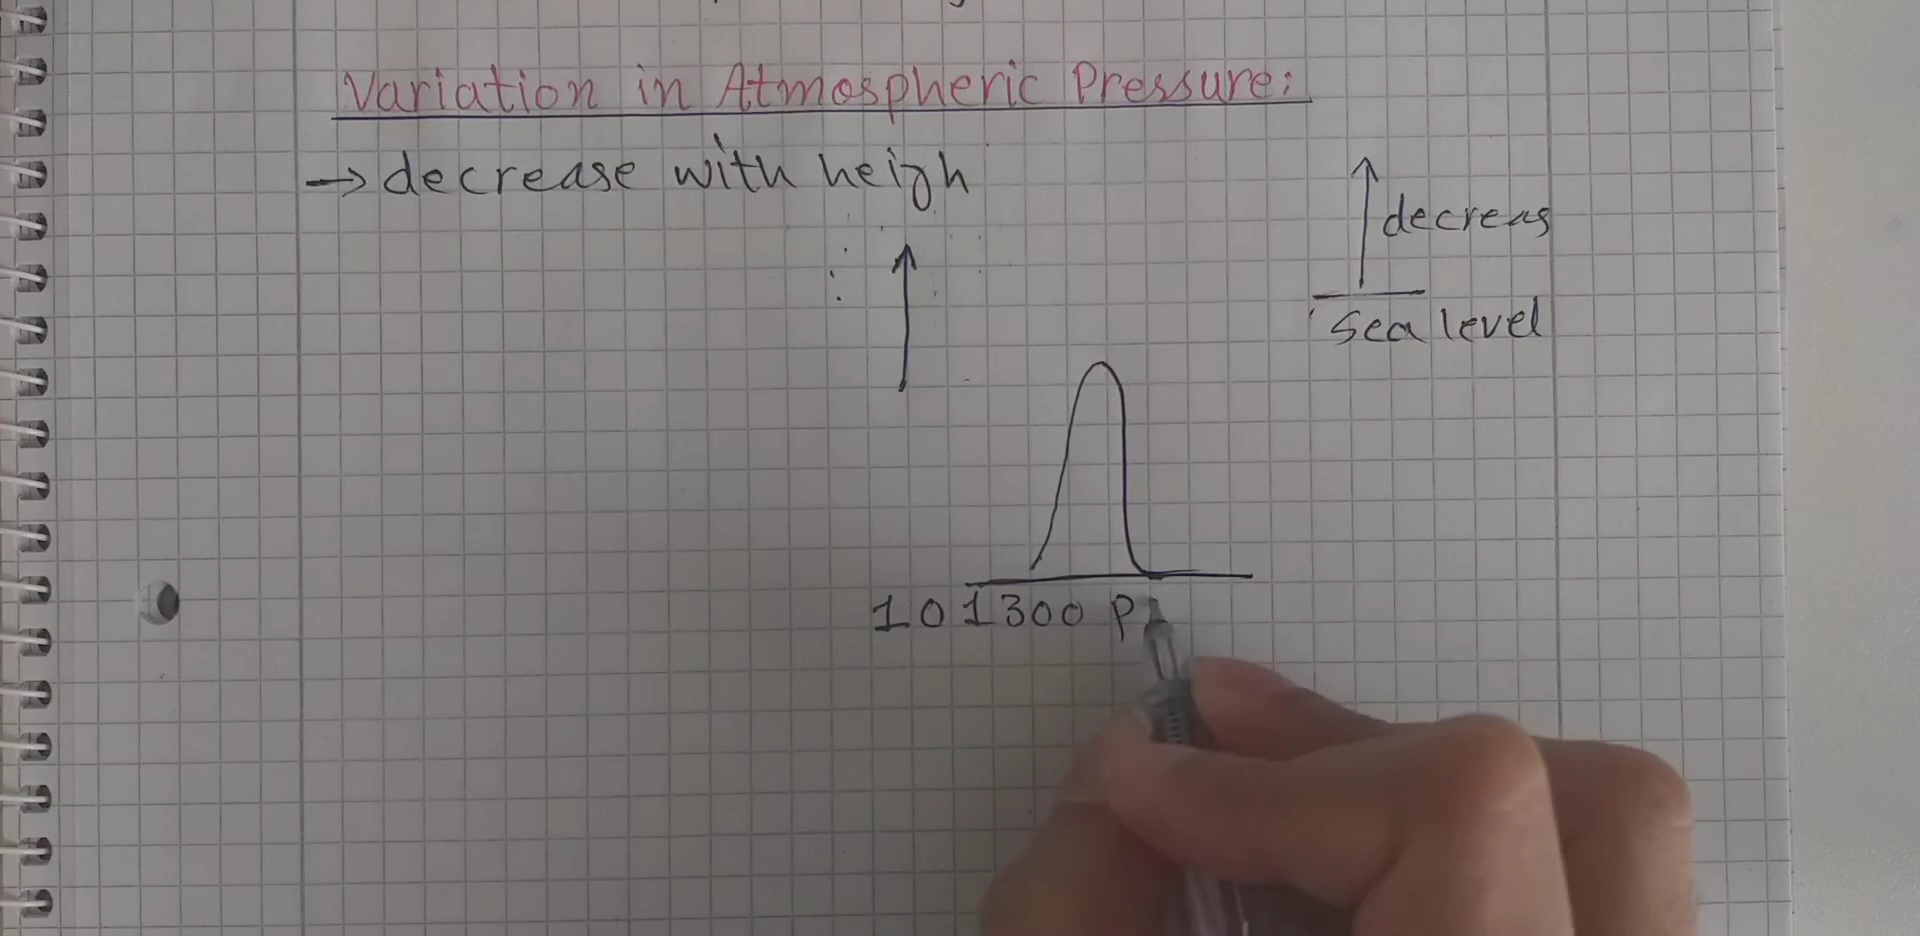 Variation in Atmospheric Pressure:
→ decrease with heigh
decreas
sea level
101300 P